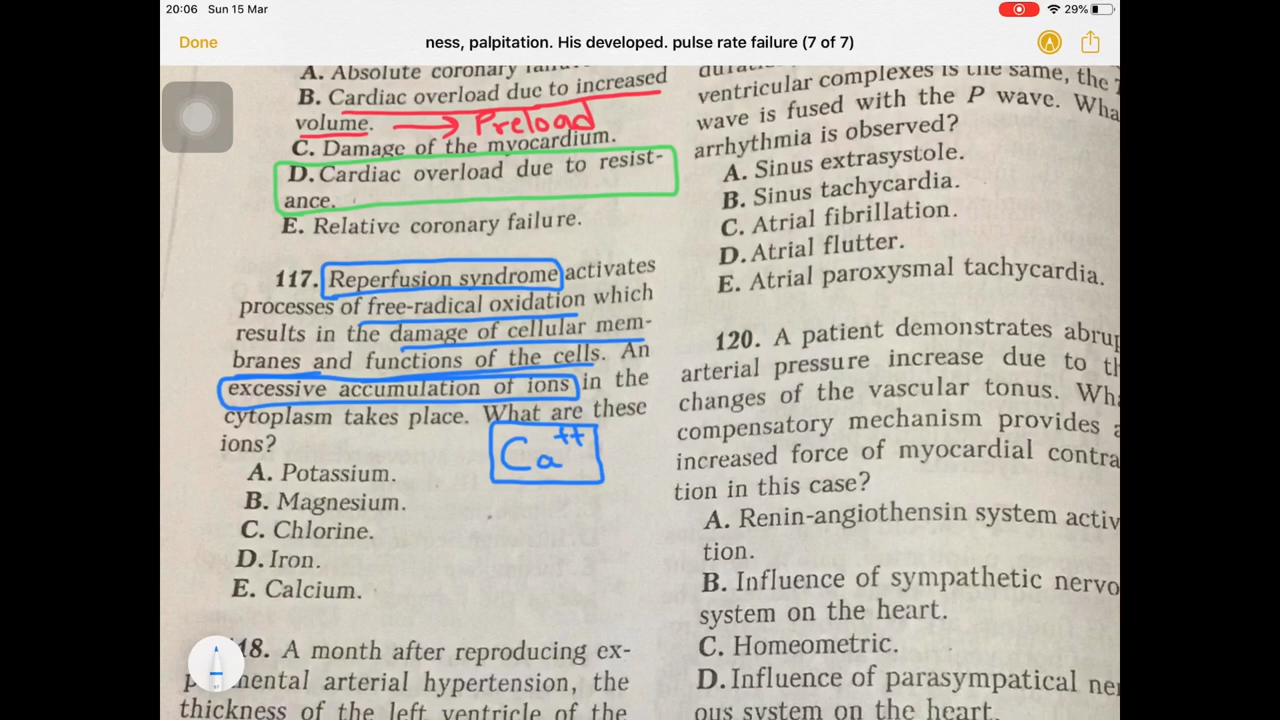 20:06 Sun 15 Mar
29%
Done
ness, palpitation. His developed. pulse rate failure (7 of 7)
A. Absolute coronary
B. Cardiac overload due to increased
volume. → Preload
C. Damage of the myocardium.
D. Cardiac overload due to resist-
ance.
E. Relative coronary failure.
117. Reperfusion syndrome activates
processes of free-radical oxidation which
results in the damage of cellular mem-
branes and functions of the cells. An
excessive accumulation of ions in the
cytoplasm takes place. What are these
ions?
Ca++
A. Potassium.
B. Magnesium.
C. Chlorine.
D. Iron.
E. Calcium.
18. A month after reproducing ex-
mental arterial hypertension, the
thickness of the left ventricle of the
ventricular complexes is the same, the
wave is fused with the P wave. Wha
arrhythmia is observed?
A. Sinus extrasystole.
B. Sinus tachycardia.
C. Atrial fibrillation.
D. Atrial flutter.
E. Atrial paroxysmal tachycardia.
120. A patient demonstrates abrup
arterial pressure increase due to th
changes of the vascular tonus. Wha
compensatory mechanism provides a
increased force of myocardial contra
tion in this case?
A. Renin-angiothensin system activ
tion.
B. Influence of sympathetic nervo
system on the heart.
C. Homeometric.
D. Influence of parasympatical ner
ous system on the heart.